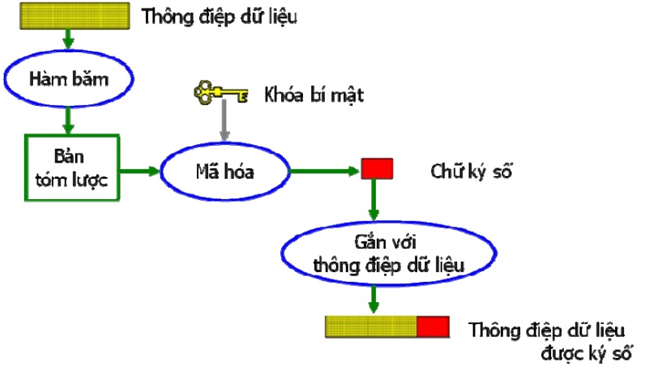 Thông điệp dữ liệu
Hàm băm
Khóa bí mật
Bản
tóm lược
Mã hóa
Chữ ký số
Gắn với
thông điệp dữ liệu
Thông điệp dữ liệu
được ký số